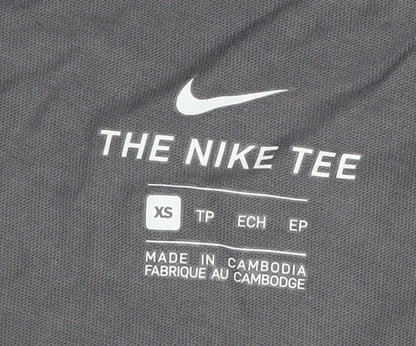 THE NIKE TEE
XS TP ECH EP
MADE IN CAMBODIA
FABRIQUE AU CAMBODGE